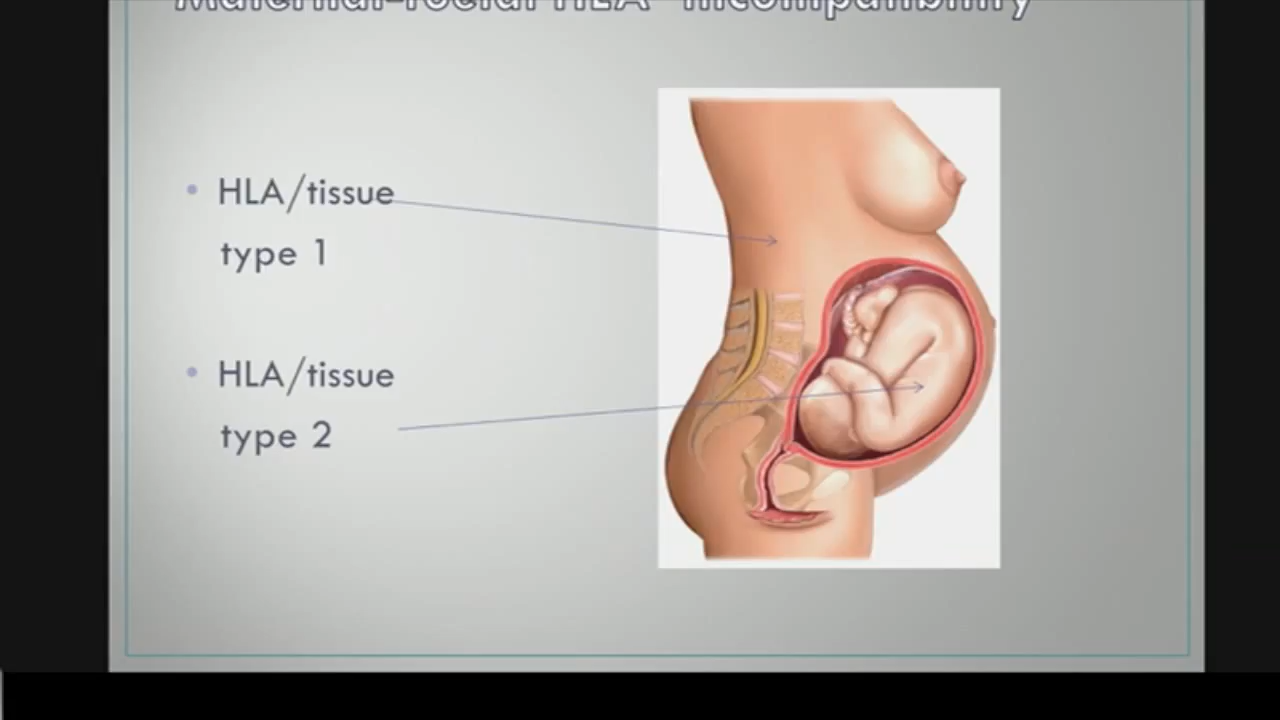 Maternal-foetal HLA incompatibility
• HLA/tissue
type 1
• HLA/tissue
type 2